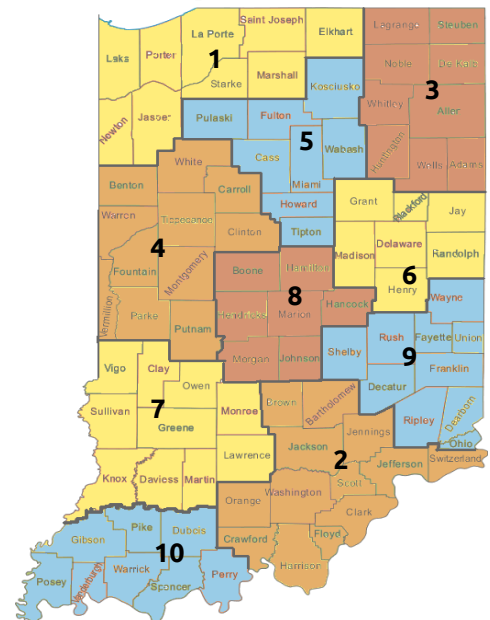 Lagrange Steuben
Saint Joseph
La Porte Elkhart
Laks Porter 1
Noble De Kalb
Starke Marshall
Kosciusko 3
Newton Jasper Pulaski Fulton Whitley Aller
5
Huntington
White Cass Wabash
Wells Adams
Benton Carroll Miami
Warron Tippecanoe Howard Grant Blackford Jay
Clinton Tipton
4
Madison Delaware Randolph
Fountain Montgomery Boone Hamilton 6
Henry
Vermillion Parke Putnam Hendricks 8 Marion Hancock Wayne
Rush Fayette Union
Vigo Clay Morgan Johnson Shelby 9 Franklin
Owen Decatur
7
Sullivan Greene Monroe Brown Bartholomew Ripley Dearborn
Jennings Ohio
Lawrence Jackson Switzerland
Knox Daviess Martin 2 Jefferson
Scott
Orange Washington
Clark
Pike Dubois
Gibson Crawford Floyd
10
Posey Vanderburgh Warrick Perry Harrison
Spencer